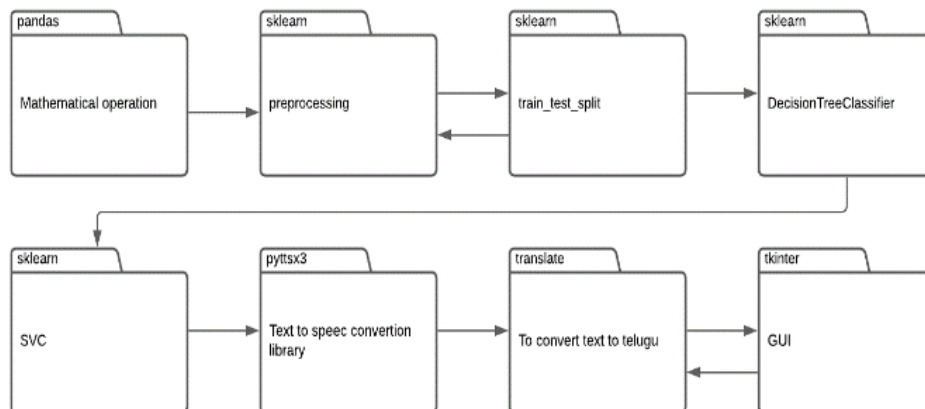 pandas
Mathematical operation
sklearn
preprocessing
sklearn
train_test_split
sklearn
DecisionTreeClassifier
sklearn
SVC
pyttsx3
Text to speec convertion
library
translate
To convert text to telugu
tkinter
GUI